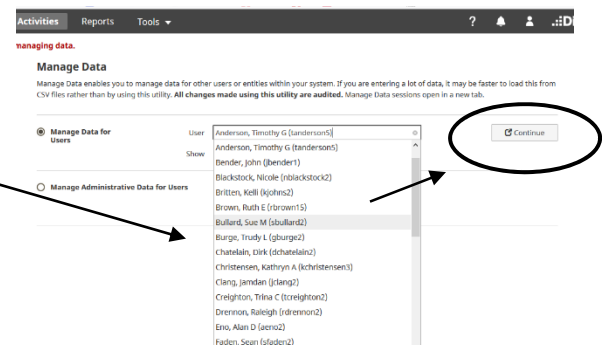 Activities Reports Tools ? .::DI
managing data.
Manage Data
Manage Data enables you to manage data for other users or entities within your system. If you are entering a lot of data, it may be faster to load this from
CSV files rather than by using this utility. All changes made using this utility are audited. Manage Data sessions open in a new tab.
Manage Data for Users User Anderson, Timothy G (tanderson5) Continue
Show Anderson, Timothy G (tanderson5)
Bender, John (jbender1)
Blackstock, Nicole (nblackstock2)
Manage Administrative Data for Users Britten, Kelli (kjohns2)
Brown, Ruth E (rbrown15)
Bullard, Sue M (sbullard2)
Burge, Trudy L (gburge2)
Chatelain, Dirk (dchatelain2)
Christensen, Kathryn A (kchristensen3)
Clang, Jamdan (jclang2)
Creighton, Trina C (tcreighton2)
Drennon, Raleigh (rdrennon2)
Eno, Alan D (aeno2)
Faden, Sean (sfaden2)